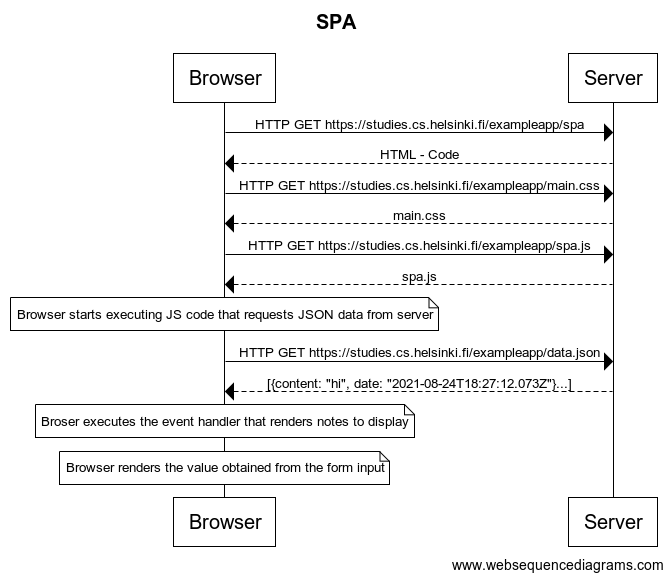 SPA
Browser
Server
HTTP GET https://studies.cs.helsinki.fi/exampleapp/spa
HTML - Code
HTTP GET https://studies.cs.helsinki.fi/exampleapp/main.css
main.css
HTTP GET https://studies.cs.helsinki.fi/exampleapp/spa.js
spa.js
Browser starts executing JS code that requests JSON data from server
HTTP GET https://studies.cs.helsinki.fi/exampleapp/data.json
[{content: "hi", date: "2021-08-24T18:27:12.073Z"}...]
Broser executes the event handler that renders notes to display
Browser renders the value obtained from the form input
Browser
Server
www.websequencediagrams.com